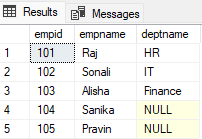 Results Messages
empid empname deptname
1 101 Raj HR
2 102 Sonali IT
3 103 Alisha Finance
4 104 Sanika NULL
5 105 Pravin NULL